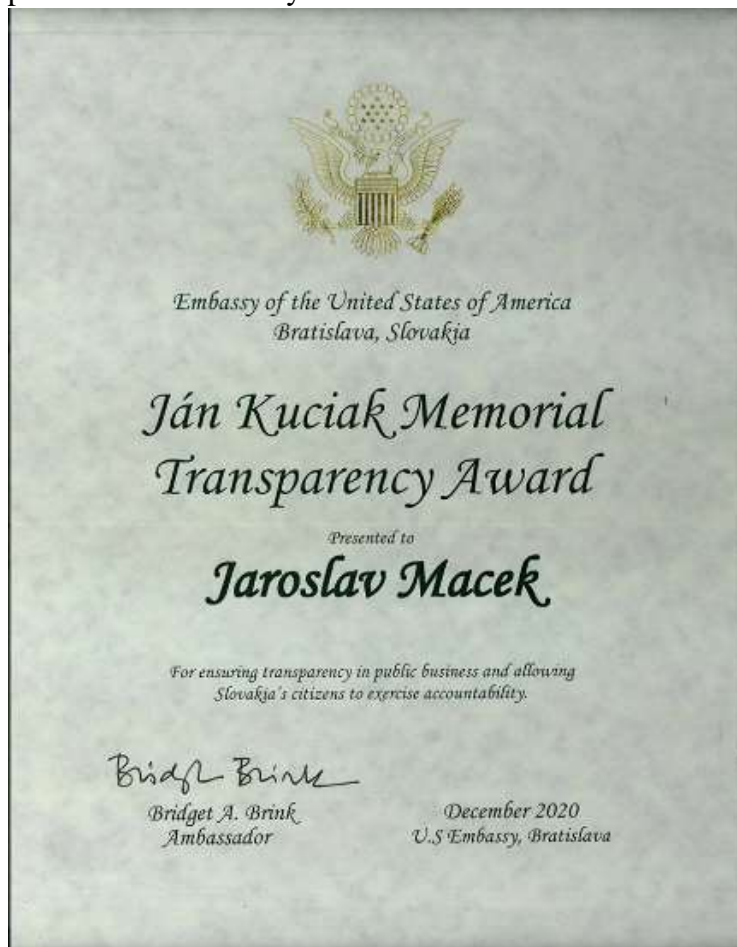 Embassy of the United States of America
Bratislava, Slovakia
Ján Kuciak Memorial
Transparency Award
Presented to
Jaroslav Macek
For ensuring transparency in public business and allowing
Slovakia's citizens to exercise accountability.
Bridget Brink
Bridget A. Brink
Ambassador
December 2020
U.S Embassy, Bratislava